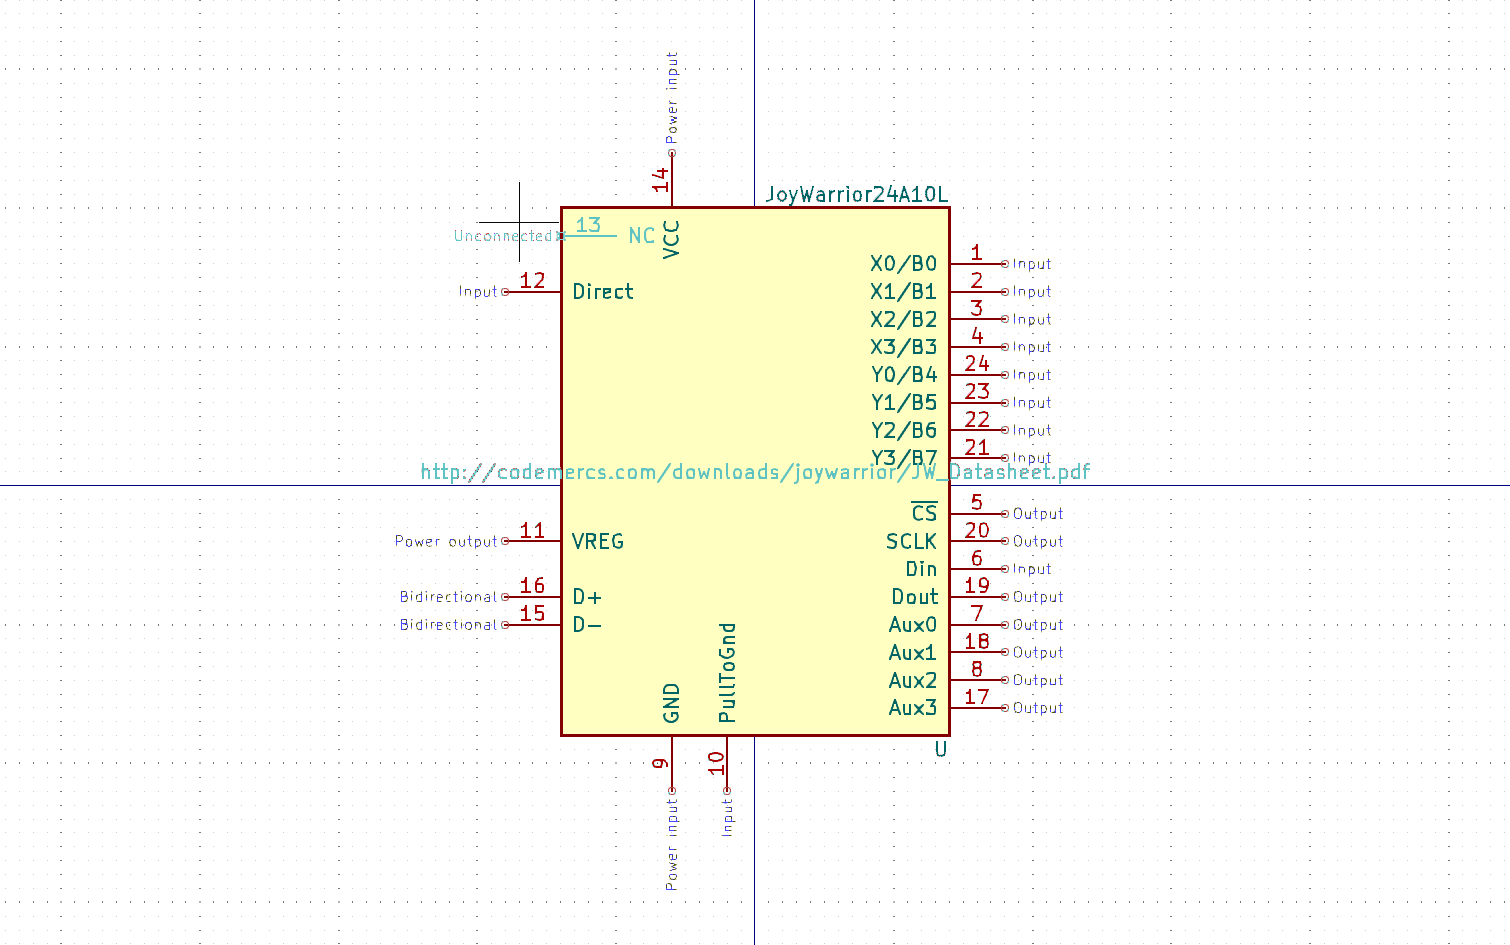 Power input
14
JoyWarrior24A10L
Unconnected 13 NC
VCC
X0/B0 1 Input
Input 12 Direct
X1/B1 2 Input
X2/B2 3 Input
X3/B3 4 Input
Y0/B4 24 Input
Y1/B5 23 Input
Y2/B6 22 Input
Y3/B7 21 Input
http://codemercs.com/downloads/joywarrior/JW_Datasheet.pdf
CS 5 Output
Power output 11 VREG
SCLK 20 Output
Din 6 Input
Bidirectional 16 D+
Dout 19 Output
Bidirectional 15 D-
Aux0 7 Output
Aux1 18 Output
Aux2 8 Output
Aux3 17 Output
GND
PullToGnd
U
9
10
Power input
Input